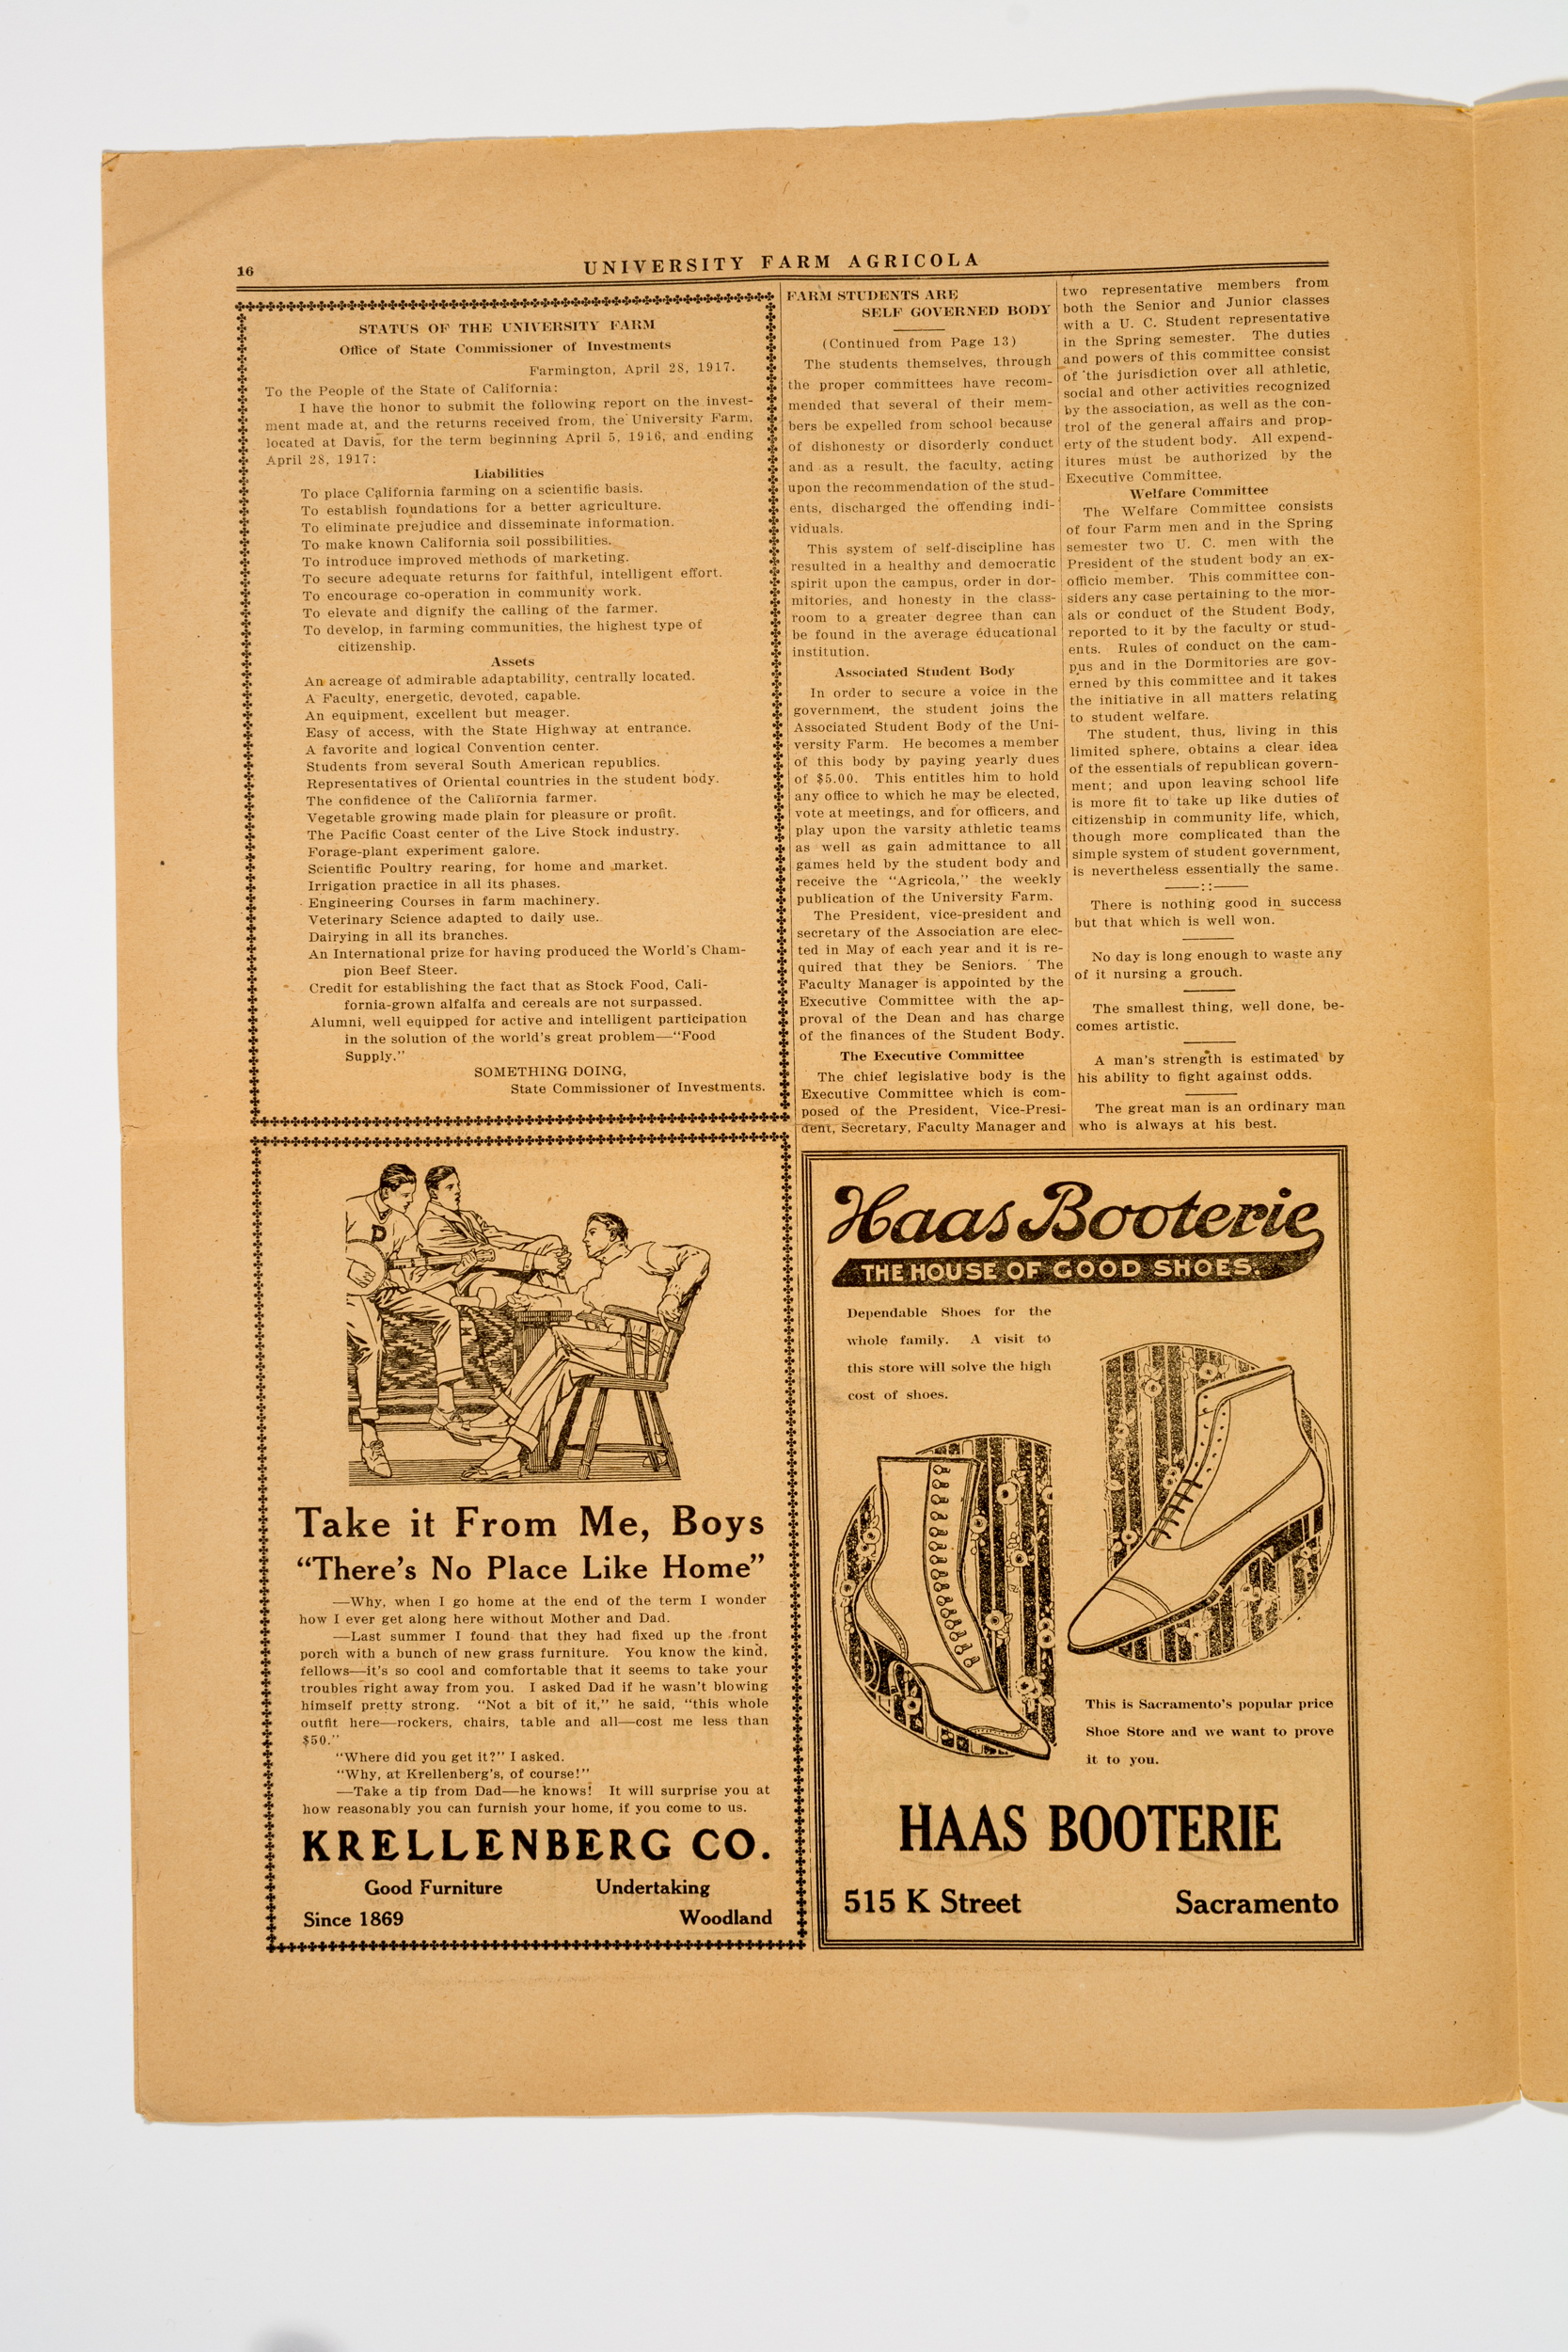 16
UNIVERSITY FARM AGRICOLA
STATUS OF THE UNIVERSITY FARM
Office of State Commissioner of Investments
Farmington, April 28, 1917.
To the People of the State of California:
I have the honor to submit the following report on the invest-
ment made at, and the returns received from, the University Farm,
located at Davis, for the term beginning April 5, 1916, and ending
April 28, 1917:
Liabilities
To place California farming on a scientific basis.
To establish foundations for a better agriculture.
To eliminate prejudice and disseminate information.
To make known California soil possibilities.
To introduce improved methods of marketing.
To secure adequate returns for faithful, intelligent effort.
To encourage co-operation in community work.
To elevate and dignify the calling of the farmer.
To develop, in farming communities, the highest type of
citizenship.
Assets
An acreage of admirable adaptability, centrally located.
A Faculty, energetic, devoted, capable.
An equipment, excellent but meager.
Easy of access, with the State Highway at entrance.
A favorite and logical Convention center.
Students from several South American republics.
Representatives of Oriental countries in the student body.
The confidence of the California farmer.
Vegetable growing made plain for pleasure or profit.
The Pacific Coast center of the Live Stock industry.
Forage-plant experiment galore.
Scientific Poultry rearing, for home and market.
Irrigation practice in all its phases.
Engineering Courses in farm machinery.
Veterinary Science adapted to daily use.
Dairying in all its branches.
An International prize for having produced the World's Cham-
pion Beef Steer.
Credit for establishing the fact that as Stock Food, Cali-
fornia-grown alfalfa and cereals are not surpassed.
Alumni, well equipped for active and intelligent participation
in the solution of the world's great problem—"Food
Supply."
SOMETHING DOING,
State Commissioner of Investments.
FARM STUDENTS ARE
SELF GOVERNED BODY
(Continued from Page 13)
The students themselves, through
the proper committees have recom-
mended that several of their mem-
bers be expelled from school because
of dishonesty or disorderly conduct
and as a result, the faculty, acting
upon the recommendation of the stud-
ents, discharged the offending indi-
viduals.
This system of self-discipline has
resulted in a healthy and democratic
spirit upon the campus, order in dor-
mitories, and honesty in the class-
room to a greater degree than can
be found in the average educational
institution.
Associated Student Body
In order to secure a voice in the
government, the student joins the
Associated Student Body of the Uni-
versity Farm. He becomes a member
of this body by paying yearly dues
of $5.00. This entitles him to hold
any office to which he may be elected,
vote at meetings, and for officers, and
play upon the varsity athletic teams
as well as gain admittance to all
games held by the student body and
receive the "Agricola," the weekly
publication of the University Farm.
The President, vice-president and
secretary of the Association are elec-
ted in May of each year and it is re-
quired that they be Seniors. The
Faculty Manager is appointed by the
Executive Committee with the ap-
proval of the Dean and has charge
of the finances of the Student Body.
The Executive Committee
The chief legislative body is the
Executive Committee which is com-
posed of the President, Vice-Presi-
dent, Secretary, Faculty Manager and
two representative members from
both the Senior and Junior classes
with a U. C. Student representative
in the Spring semester. The duties
and powers of this committee consist
of the jurisdiction over all athletic,
social and other activities recognized
by the association, as well as the con-
trol of the general affairs and prop-
erty of the student body. All expend-
itures must be authorized by the
Executive Committee.
Welfare Committee
The Welfare Committee consists
of four Farm men and in the Spring
semester two U. C. men with the
President of the student body an ex-
officio member. This committee con-
siders any case pertaining to the mor-
als or conduct of the Student Body,
reported to it by the faculty or stud-
ents. Rules of conduct on the cam-
pus and in the Dormitories are gov-
erned by this committee and it takes
the initiative in all matters relating
to student welfare.
The student, thus, living in this
limited sphere, obtains a clear idea
of the essentials of republican govern-
ment; and upon leaving school life
is more fit to take up like duties of
citizenship in community life, which,
though more complicated than the
simple system of student government,
is nevertheless essentially the same.
——::——
There is nothing good in success
but that which is well won.
No day is long enough to waste any
of it nursing a grouch.
The smallest thing, well done, be-
comes artistic.
A man's strength is estimated by
his ability to fight against odds.
The great man is an ordinary man
who is always at his best.
P
Take it From Me, Boys
"There's No Place Like Home"
—Why, when I go home at the end of the term I wonder
how I ever get along here without Mother and Dad.
—Last summer I found that they had fixed up the front
porch with a bunch of new grass furniture. You know the kind,
fellows—it's so cool and comfortable that it seems to take your
troubles right away from you. I asked Dad if he wasn't blowing
himself pretty strong. "Not a bit of it," he said, "this whole
outfit here—rockers, chairs, table and all—cost me less than
$50."
"Where did you get it?" I asked.
"Why, at Krellenberg's, of course!"
—Take a tip from Dad—he knows! It will surprise you at
how reasonably you can furnish your home, if you come to us.
KRELLENBERG CO.
Good Furniture Undertaking
Since 1869 Woodland
Haas Booterie
THE HOUSE OF GOOD SHOES.
Dependable Shoes for the
whole family. A visit to
this store will solve the high
cost of shoes.
This is Sacramento's popular price
Shoe Store and we want to prove
it to you.
HAAS BOOTERIE
515 K Street Sacramento